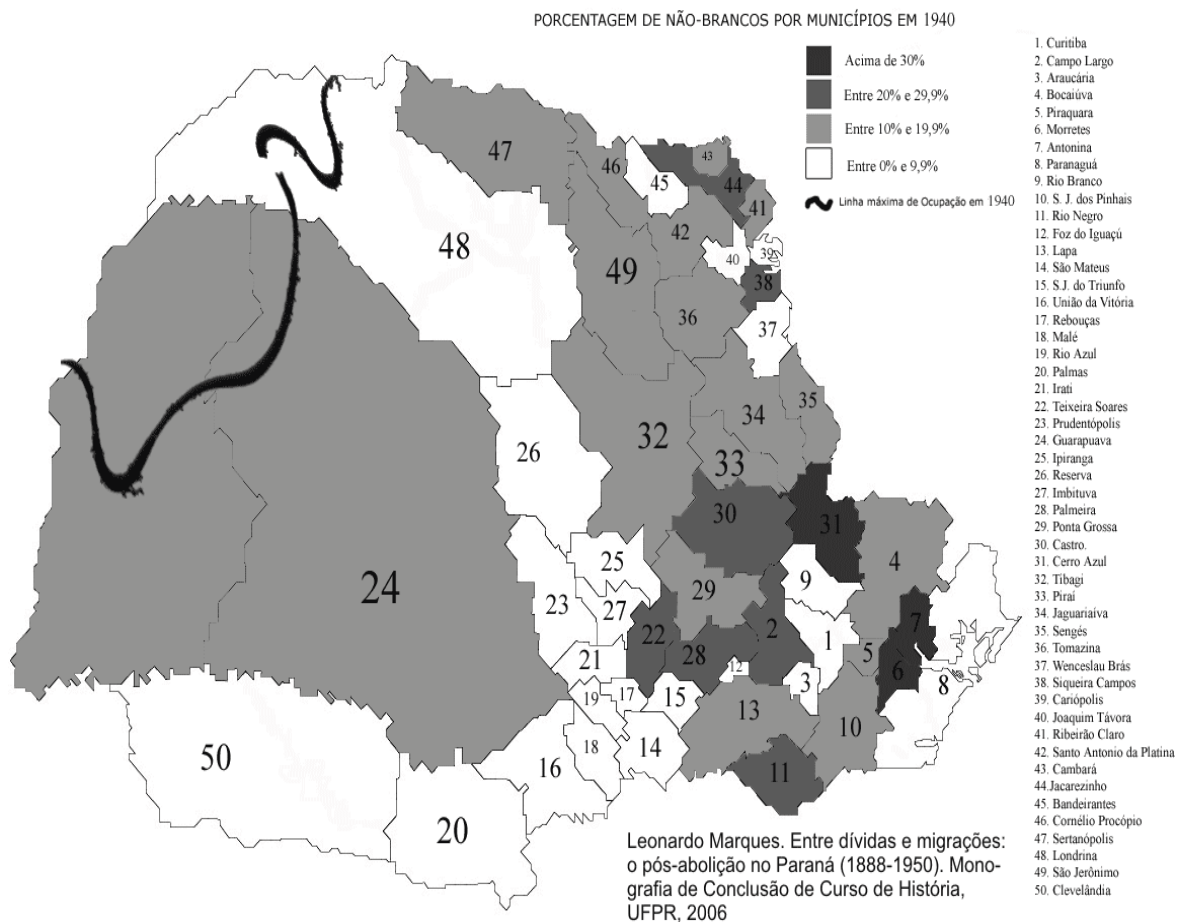 PORCENTAGEM DE NÃO-BRANCOS POR MUNICÍPIOS EM 1940
Acima de 30%
Entre 20% e 29,9%
Entre 10% e 19,9%
Entre 0% e 9,9%
Linha máxima de Ocupação em 1940
1. Curitiba
2. Campo Largo
3. Araucária
4. Bocaiúva
5. Piraquara
6. Morretes
7. Antonina
8. Paranaguá
9. Rio Branco
10. S. J. dos Pinhais
11. Rio Negro
12. Foz do Iguaçú
13. Lapa
14. São Mateus
15. S.J. do Triunfo
16. União da Vitória
17. Rebouças
18. Malé
19. Rio Azul
20. Palmas
21. Irati
22. Teixeira Soares
23. Prudentópolis
24. Guarapuava
25. Ipiranga
26. Reserva
27. Imbituva
28. Palmeira
29. Ponta Grossa
30. Castro.
31. Cerro Azul
32. Tibagi
33. Piraí
34. Jaguariaíva
35. Sengés
36. Tomazina
37. Wenceslau Brás
38. Siqueira Campos
39. Cariópolis
40. Joaquim Távora
41. Ribeirão Claro
42. Santo Antonio da Platina
43. Cambará
44.Jacarezinho
45. Bandeirantes
46. Cornélio Procópio
47. Sertanópolis
48. Londrina
49. São Jerônimo
50. Clevelândia
47
46
45
43
44
41
42
40
39
48
49
38
36
37
35
34
32
33
26
30
31
25
9
4
24
29
23
27
22
2
7
1
21
28
12
5
6
3
8
19
17
15
13
10
18
14
50
16
11
20
Leonardo Marques. Entre dívidas e migrações:
o pós-abolição no Paraná (1888-1950). Mono-
grafia de Conclusão de Curso de História,
UFPR, 2006